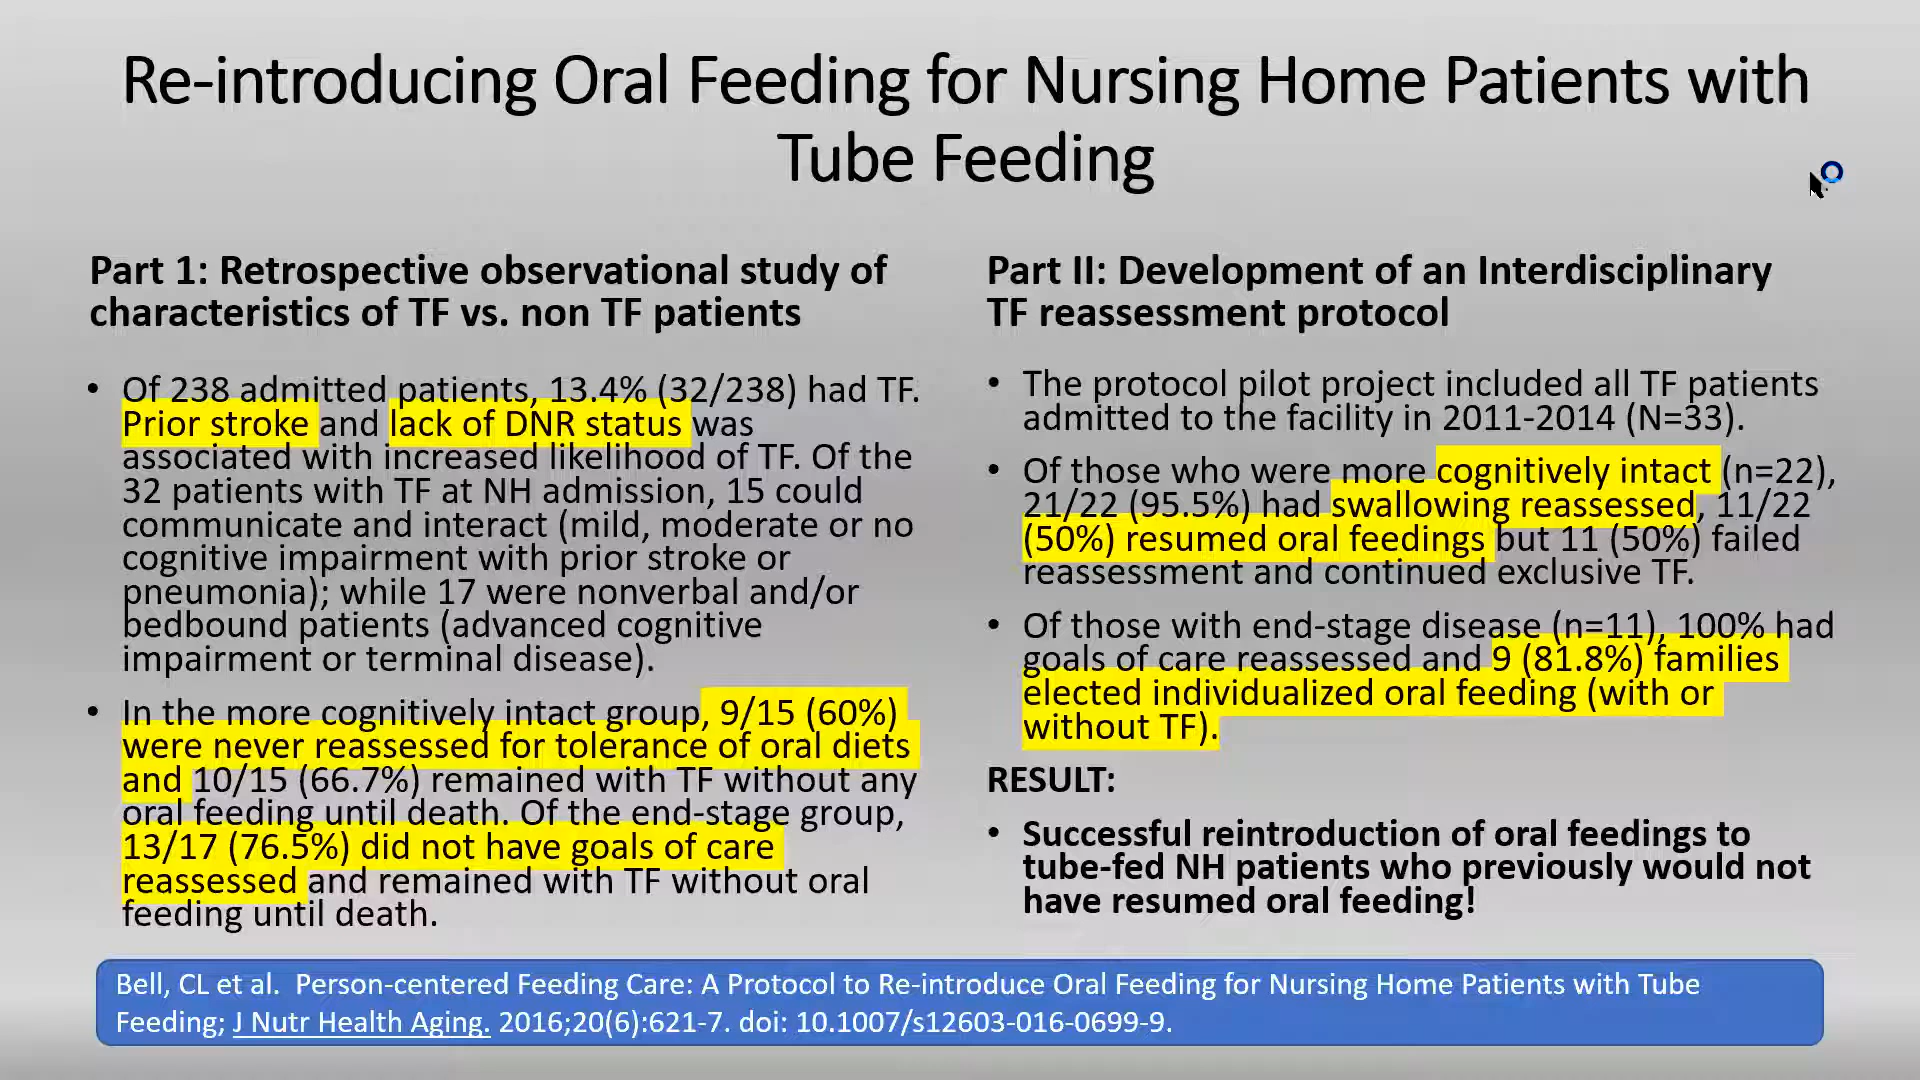 Re-introducing Oral Feeding for Nursing Home Patients with
Tube Feeding
Part 1: Retrospective observational study of
characteristics of TF vs. non TF patients
• Of 238 admitted patients, 13.4% (32/238) had TF.
Prior stroke and lack of DNR status was
associated with increased likelihood of TF. Of the
32 patients with TF at NH admission, 15 could
communicate and interact (mild, moderate or no
cognitive impairment with prior stroke or
pneumonia); while 17 were nonverbal and/or
bedbound patients (advanced cognitive
impairment or terminal disease).
• In the more cognitively intact group, 9/15 (60%)
were never reassessed for tolerance of oral diets
and 10/15 (66.7%) remained with TF without any
oral feeding until death. Of the end-stage group,
13/17 (76.5%) did not have goals of care
reassessed and remained with TF without oral
feeding until death.
Part II: Development of an Interdisciplinary
TF reassessment protocol
• The protocol pilot project included all TF patients
admitted to the facility in 2011-2014 (N=33).
• Of those who were more cognitively intact (n=22),
21/22 (95.5%) had swallowing reassessed, 11/22
(50%) resumed oral feedings but 11 (50%) failed
reassessment and continued exclusive TF.
• Of those with end-stage disease (n=11), 100% had
goals of care reassessed and 9 (81.8%) families
elected individualized oral feeding (with or
without TF).
RESULT:
• Successful reintroduction of oral feedings to
tube-fed NH patients who previously would not
have resumed oral feeding!
Bell, CL et al. Person-centered Feeding Care: A Protocol to Re-introduce Oral Feeding for Nursing Home Patients with Tube
Feeding; J Nutr Health Aging. 2016;20(6):621-7. doi: 10.1007/s12603-016-0699-9.